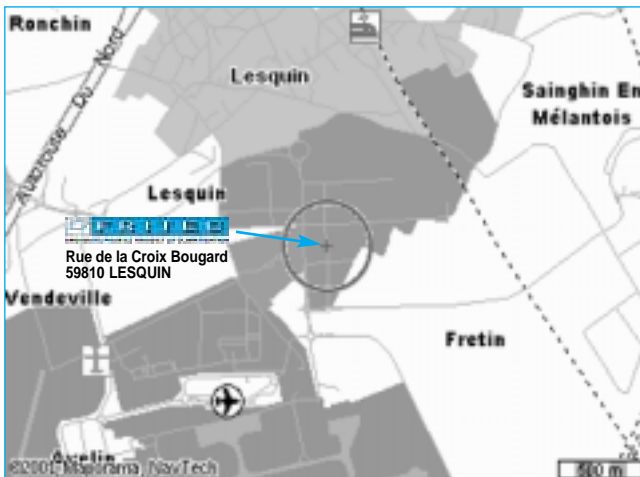 Ronchin
Autoroute Du Nord
Lesquin
Sainghin En
Mélantois
Lesquin
Rue de la Croix Bougard
59810 LESQUIN
Vendeville
Fretin
Avelin
©2001 Maporama, NavTech
500 m